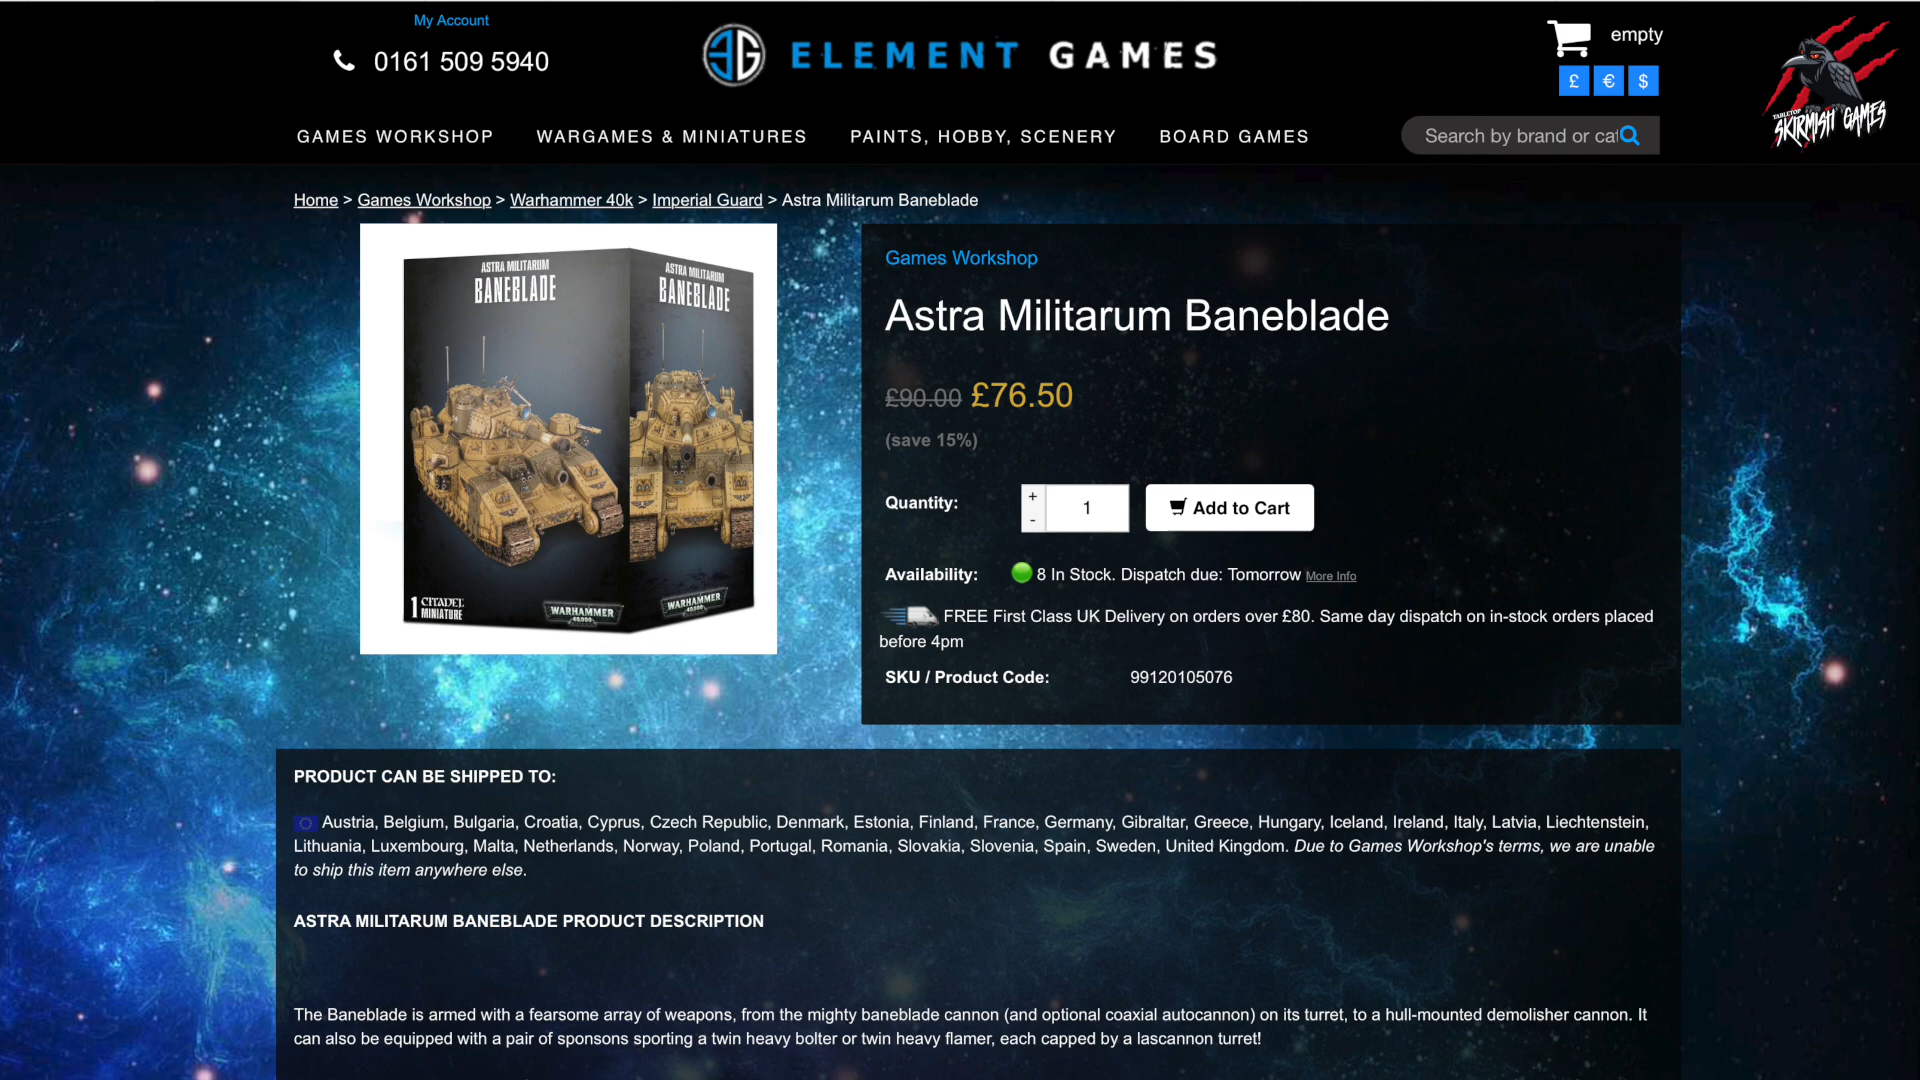 My Account
0161 509 5940
ELEMENT GAMES
empty
£ € $
TABLETOP
SKIRMISH GAMES
GAMES WORKSHOP WARGAMES & MINIATURES PAINTS, HOBBY, SCENERY BOARD GAMES
Search by brand or cat
Home > Games Workshop > Warhammer 40k > Imperial Guard > Astra Militarum Baneblade
ASTRA MILITARUM
BANEBLADE
ASTRA MILITARUM
BANEBLADE
1 CITADEL
MINIATURE
WARHAMMER
40,000
WARHAMMER
40,000
Games Workshop
Astra Militarum Baneblade
£90.00 £76.50
(save 15%)
Quantity: + - 1 Add to Cart
Availability: 8 In Stock. Dispatch due: Tomorrow More Info
FREE First Class UK Delivery on orders over £80. Same day dispatch on in-stock orders placed
before 4pm
SKU / Product Code: 99120105076
PRODUCT CAN BE SHIPPED TO:
Austria, Belgium, Bulgaria, Croatia, Cyprus, Czech Republic, Denmark, Estonia, Finland, France, Germany, Gibraltar, Greece, Hungary, Iceland, Ireland, Italy, Latvia, Liechtenstein,
Lithuania, Luxembourg, Malta, Netherlands, Norway, Poland, Portugal, Romania, Slovakia, Slovenia, Spain, Sweden, United Kingdom. Due to Games Workshop's terms, we are unable
to ship this item anywhere else.
ASTRA MILITARUM BANEBLADE PRODUCT DESCRIPTION
The Baneblade is armed with a fearsome array of weapons, from the mighty baneblade cannon (and optional coaxial autocannon) on its turret, to a hull-mounted demolisher cannon. It
can also be equipped with a pair of sponsons sporting a twin heavy bolter or twin heavy flamer, each capped by a lascannon turret!